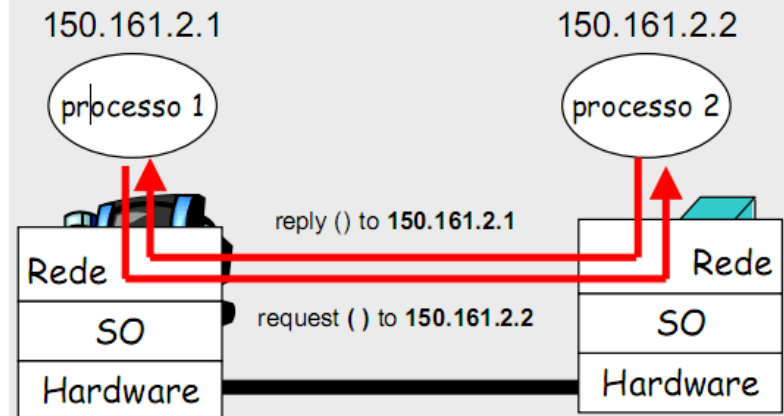 150.161.2.1
150.161.2.2
processo 1
processo 2
reply () to 150.161.2.1
Rede
Rede
request ( ) to 150.161.2.2
SO
SO
Hardware
Hardware